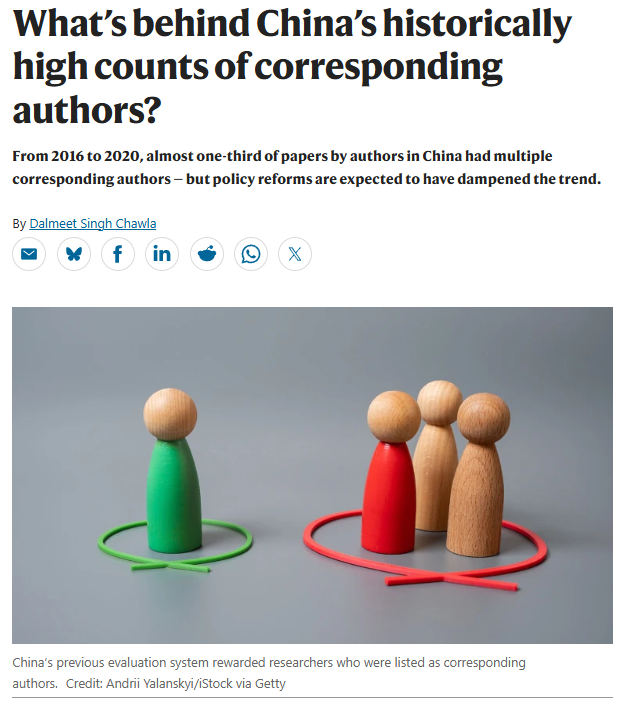 What’s behind China’s historically
high counts of corresponding
authors?
From 2016 to 2020, almost one-third of papers by authors in China had multiple
corresponding authors — but policy reforms are expected to have dampened the trend.
By Dalmeet Singh Chawla
China’s previous evaluation system rewarded researchers who were listed as corresponding
authors. Credit: Andrii Yalanskyi/iStock via Getty